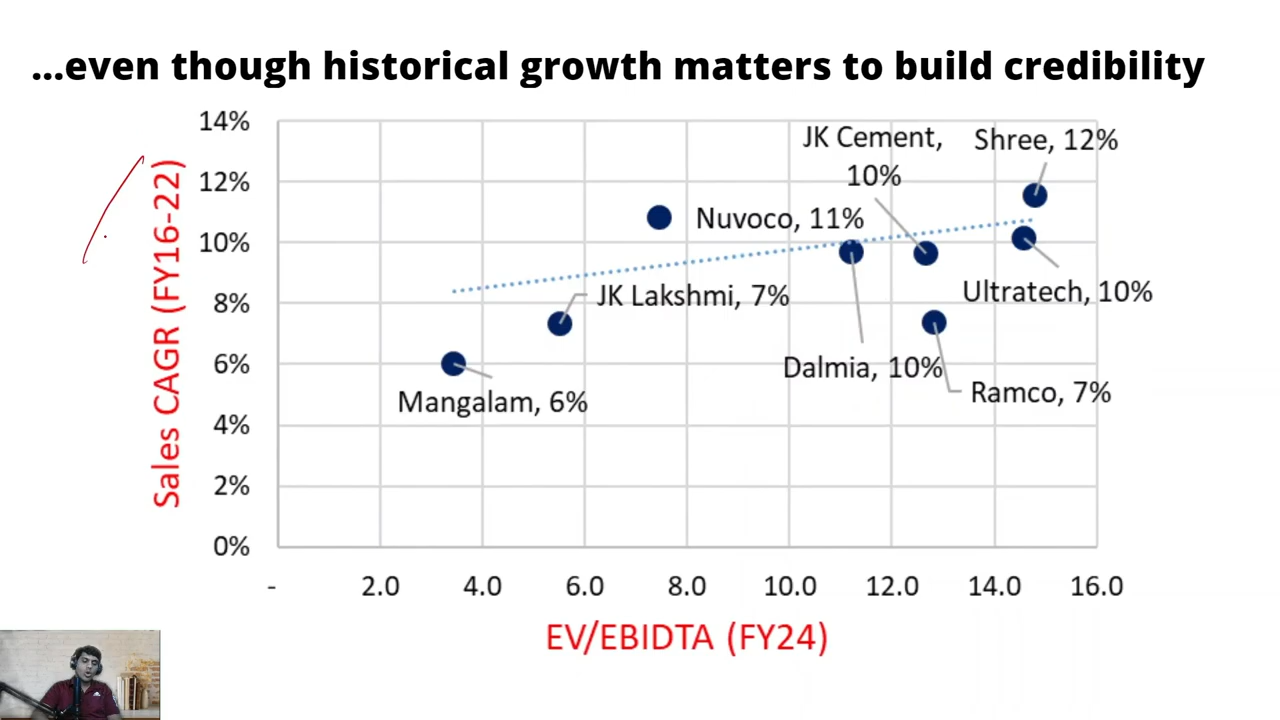 ...even though historical growth matters to build credibility
14%
12%
10%
8%
6%
4%
2%
0%
Sales CAGR (FY16-22)
JK Cement,
10%
Shree, 12%
Nuvoco, 11%
Ultratech, 10%
JK Lakshmi, 7%
Dalmia, 10%
Ramco, 7%
Mangalam, 6%
- 2.0 4.0 6.0 8.0 10.0 12.0 14.0 16.0
EV/EBIDTA (FY24)